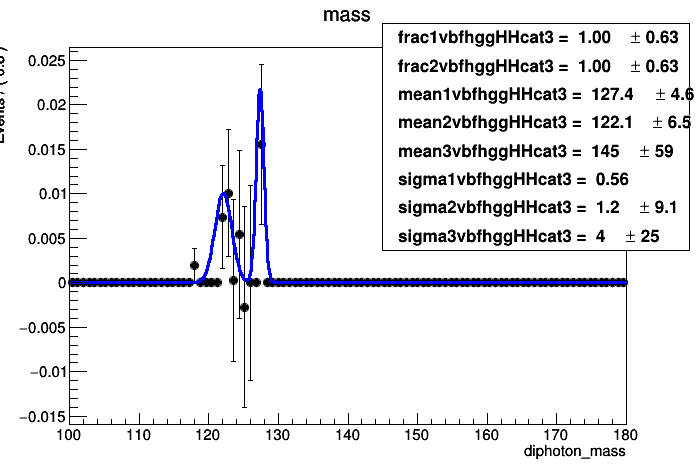 mass
frac1vbfhggHHcat3 = 1.00 ± 0.63
frac2vbfhggHHcat3 = 1.00 ± 0.63
mean1vbfhggHHcat3 = 127.4 ± 4.6
mean2vbfhggHHcat3 = 122.1 ± 6.5
mean3vbfhggHHcat3 = 145 ± 59
sigma1vbfhggHHcat3 = 0.56
sigma2vbfhggHHcat3 = 1.2 ± 9.1
sigma3vbfhggHHcat3 = 4 ± 25
0.025
0.02
0.015
0.01
0.005
0
−0.005
−0.01
−0.015
100 110 120 130 140 150 160 170 180
diphoton_mass